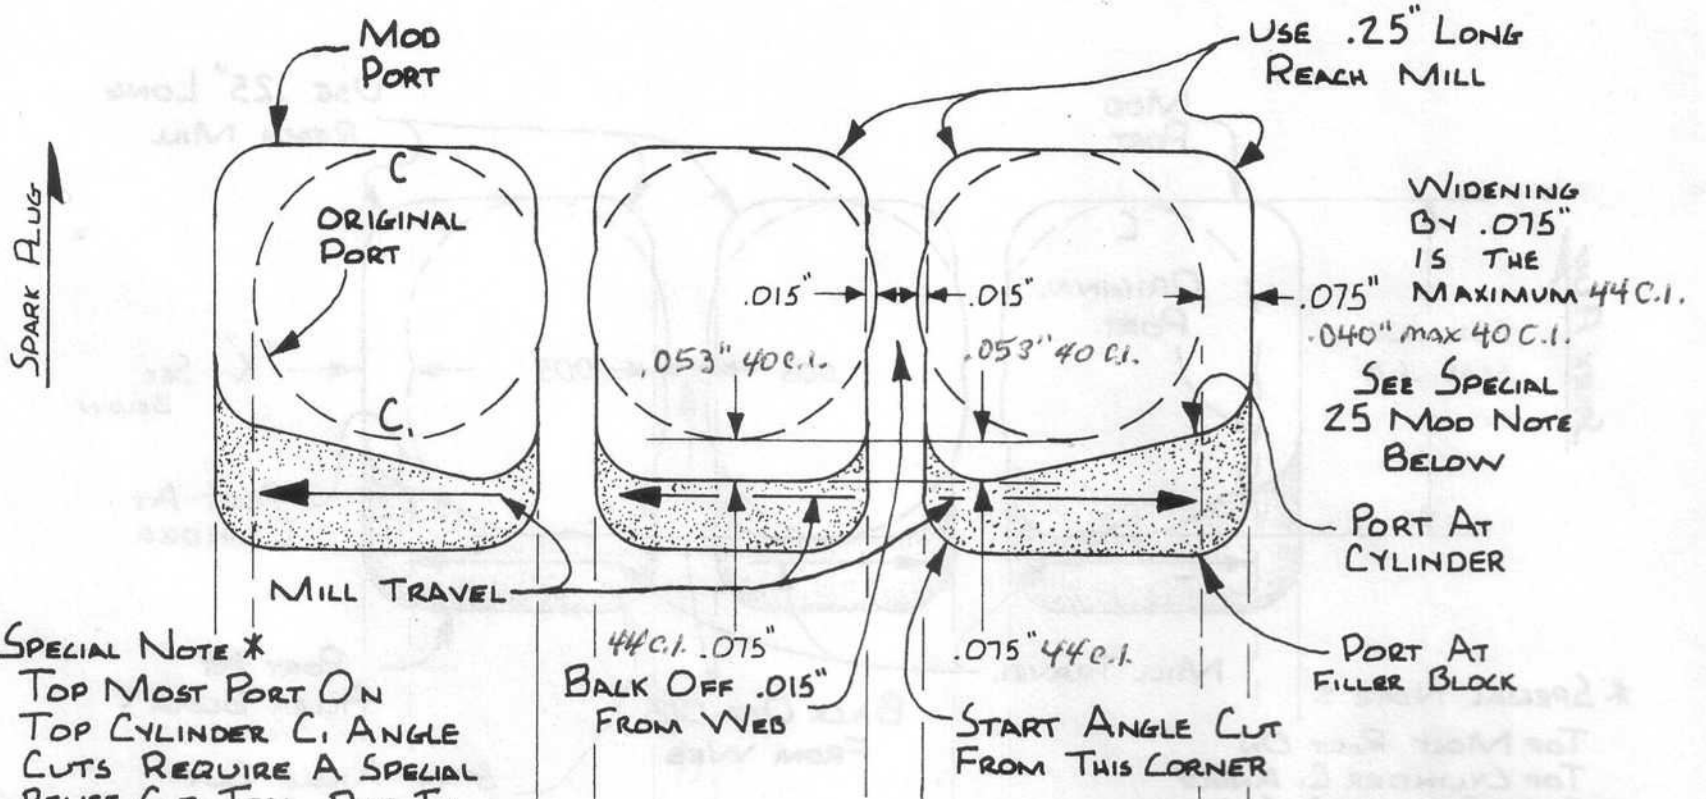 MOD
PORT
USE .25" LONG
REACH MILL
SPARK PLUG
C
ORIGINAL
PORT
C,
.015"
.015"
.075"
WIDENING
BY .075"
IS THE
MAXIMUM 44 C.I.
.040" MAX 40 C.I.
SEE SPECIAL
25 MOD NOTE
BELOW
.053" 40 C.I.
.053" 40 C.I.
PORT AT
CYLINDER
MILL TRAVEL
44 C.I. .075"
BALK OFF .015"
FROM WEB
.075" 44 C.I.
START ANGLE CUT
FROM THIS CORNER
PORT AT
FILLER BLOCK
SPECIAL NOTE *
TOP MOST PORT ON
TOP CYLINDER C, ANGLE
CUTS REQUIRE A SPECIAL